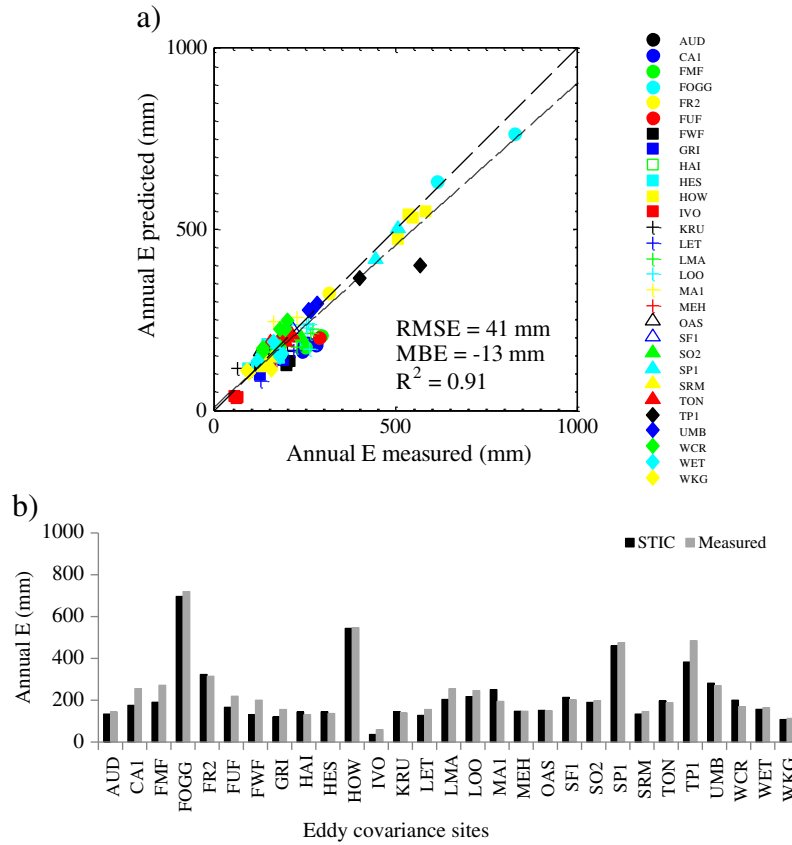 a)
1000
500
0
0
500
1000
Annual E predicted (mm)
Annual E measured (mm)
RMSE = 41 mm
MBE = -13 mm
R2 = 0.91
AUD
CA1
FMF
FOGG
FR2
FUF
FWF
GRI
HAI
HES
HOW
IVO
KRU
LET
LMA
LOO
MA1
MEH
OAS
SF1
SO2
SP1
SRM
TON
TP1
UMB
WCR
WET
WKG
b)
1000
800
600
400
200
0
Annual E (mm)
STIC Measured
AUD
CA1
FMF
FOGG
FR2
FUF
FWF
GRI
HAI
HES
HOW
IVO
KRU
LET
LMA
LOO
MA1
MEH
OAS
SF1
SO2
SP1
SRM
TON
TP1
UMB
WCR
WET
WKG
Eddy covariance sites